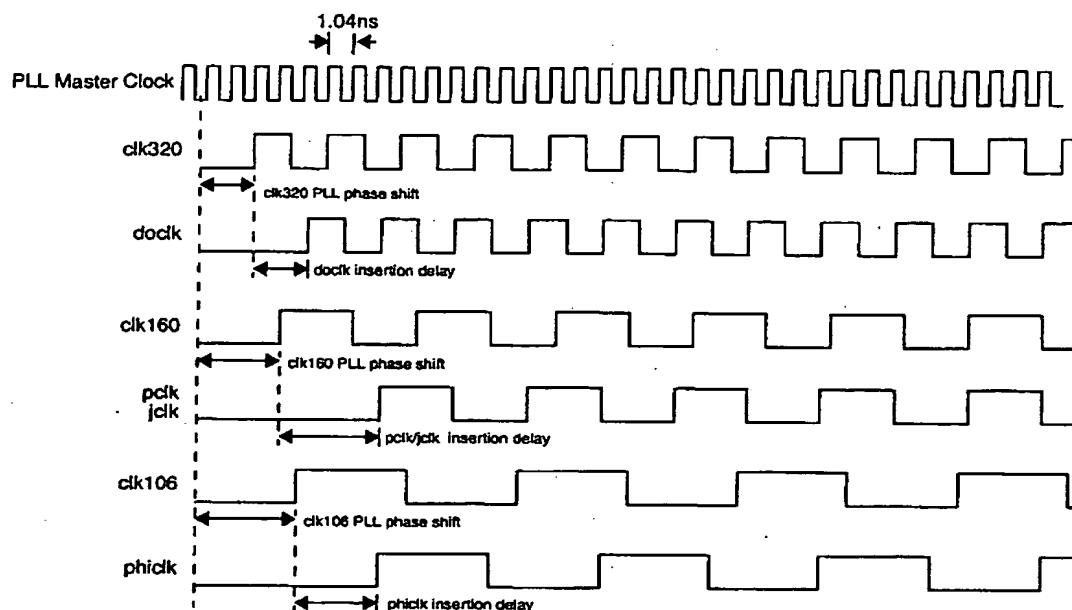 1.04ns
PLL Master Clock
clk320
clk320 PLL phase shift
doclk
doclk insertion delay
clk160
clk160 PLL phase shift
pclk
jclk
pclk/jclk insertion delay
clk106
clk106 PLL phase shift
phiclk
phiclk insertion delay